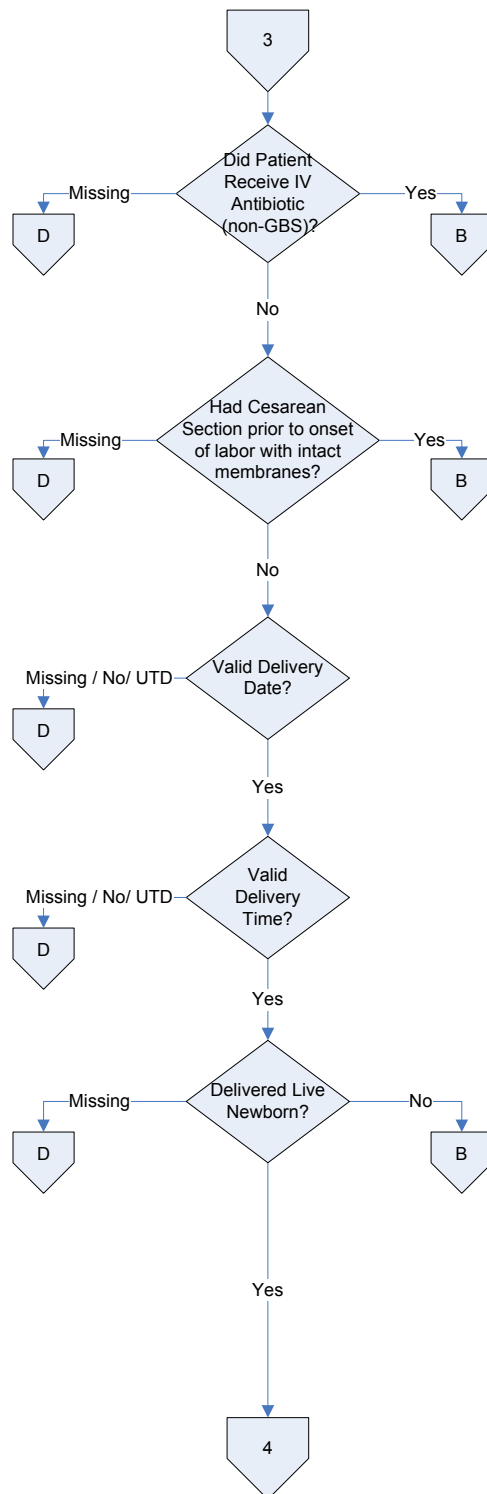 3
Did Patient
Receive IV
Antibiotic
(non-GBS)?
Missing
Yes
D
B
No
Had Cesarean
Section prior to onset
of labor with intact
membranes?
Missing
Yes
D
B
No
Valid Delivery
Date?
Missing / No/ UTD
D
Yes
Valid
Delivery
Time?
Missing / No/ UTD
D
Yes
Delivered Live
Newborn?
Missing
No
D
B
Yes
4